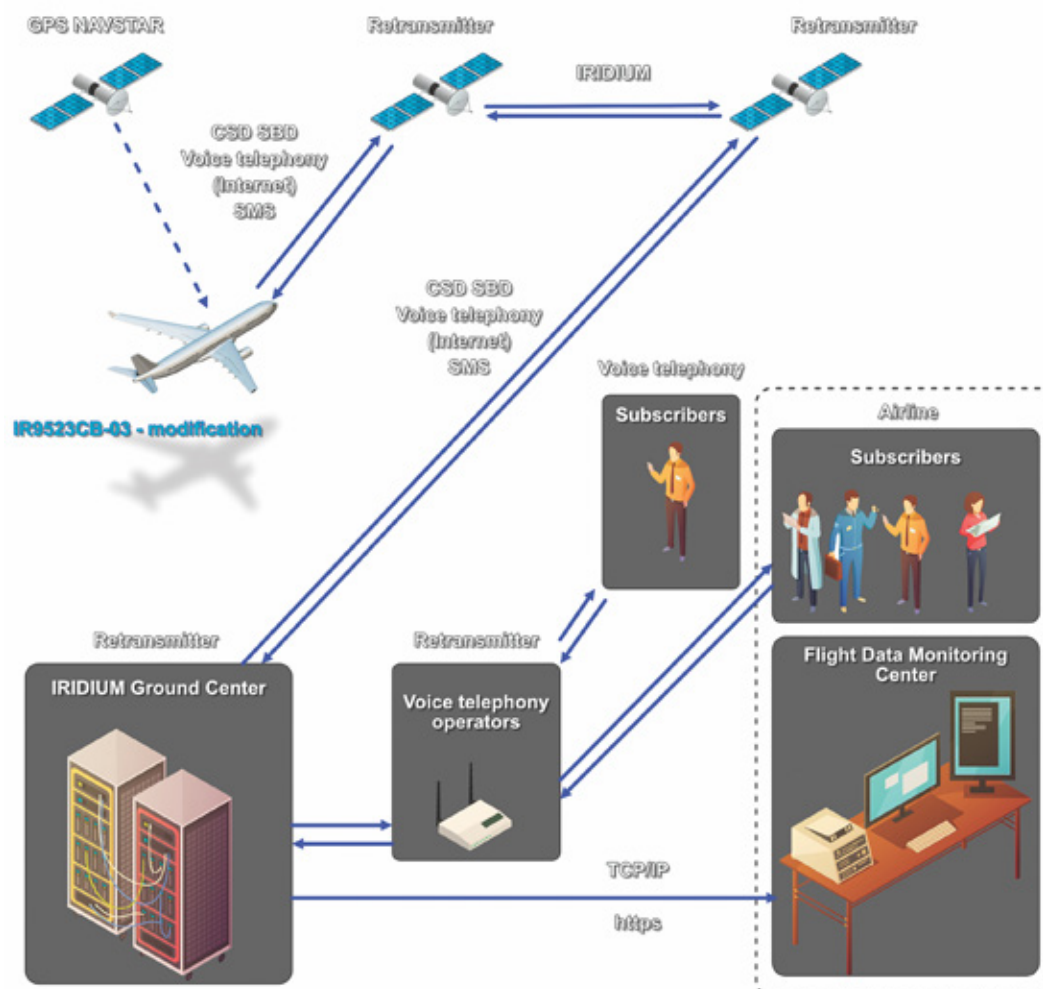 GPS NAVSTAR
Retransmitter
Retransmitter
IRIDIUM
CSD SBD
Voice telephony
(Internet)
SMS
CSD SBD
Voice telephony
(Internet)
SMS
IR9523CB-03 - modification
Voice telephony
Subscribers
Airline
Subscribers
Retransmitter
IRIDIUM Ground Center
Retransmitter
Voice telephony
operators
Flight Data Monitoring
Center
TCP/IP
https